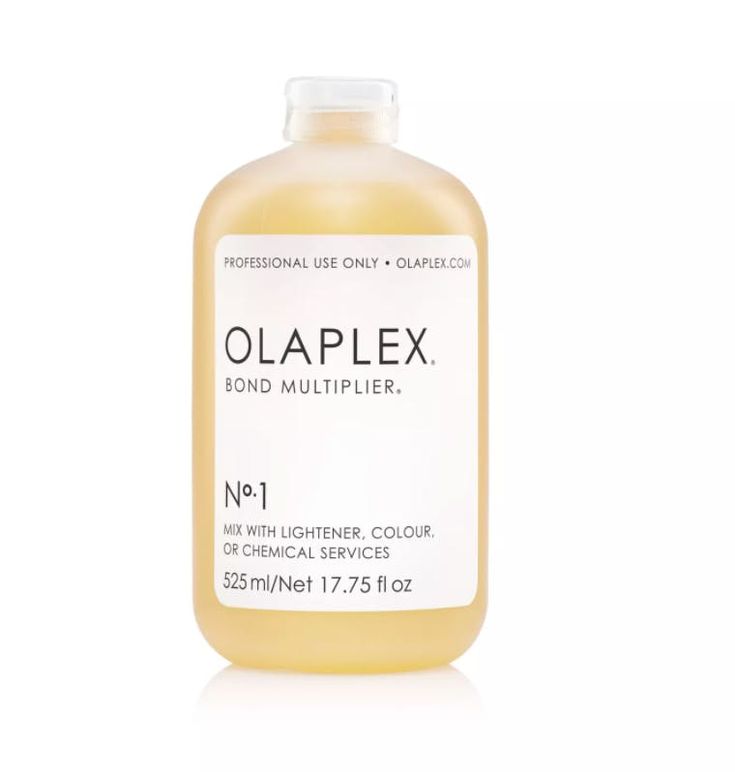 PROFESSIONAL USE ONLY • OLAPLEX.COM
OLAPLEX®
BOND MULTIPLIER®
Nº.1
MIX WITH LIGHTENER, COLOUR,
OR CHEMICAL SERVICES
525 ml/Net 17.75 fl oz